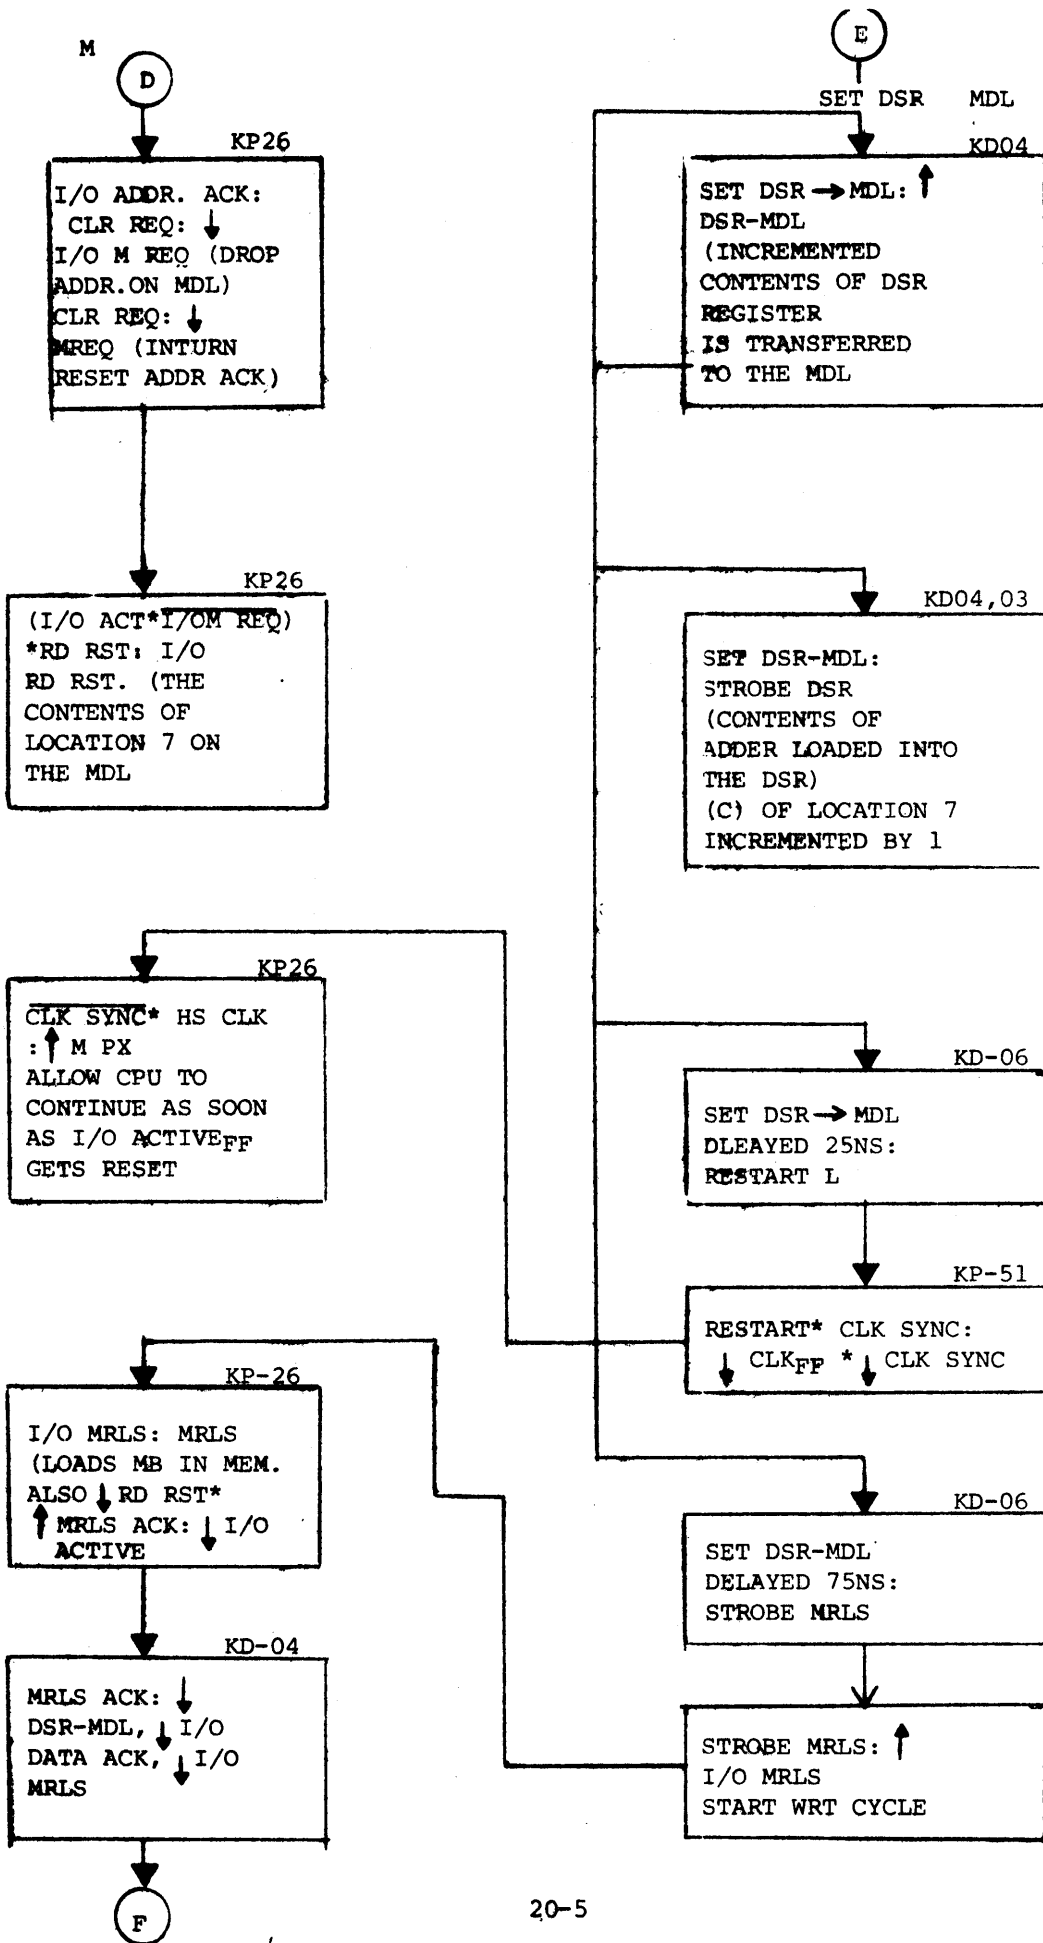 M
D
KP26
I/O ADDR. ACK:
CLR REQ: ↓
I/O M REQ (DROP
ADDR.ON MDL)
CLR REQ: ↓
MREQ (INTURN
RESET ADDR ACK)
KP26
(I/O ACT*I/OM REQ)
*RD RST: I/O
RD RST. (THE
CONTENTS OF
LOCATION 7 ON
THE MDL
KP26
CLK SYNC* HS CLK
:↑ M PX
ALLOW CPU TO
CONTINUE AS SOON
AS I/O ACTIVEFF
GETS RESET
KP-26
I/O MRLS: MRLS
(LOADS MB IN MEM.
ALSO ↓ RD RST*
↑ MRLS ACK: ↓ I/O
ACTIVE
KD-04
MRLS ACK: ↓
DSR-MDL, ↓ I/O
DATA ACK, ↓ I/O
MRLS
F
E
SET DSR MDL
KD04
SET DSR → MDL: ↑
DSR-MDL
(INCREMENTED
CONTENTS OF DSR
REGISTER
IS TRANSFERRED
TO THE MDL
KD04,03
SET DSR-MDL:
STROBE DSR
(CONTENTS OF
ADDER LOADED INTO
THE DSR)
(C) OF LOCATION 7
INCREMENTED BY 1
KD-06
SET DSR → MDL
DLEAYED 25NS:
RESTART L
KP-51
RESTART* CLK SYNC:
↓ CLKFF * ↓ CLK SYNC
KD-06
SET DSR-MDL
DELAYED 75NS:
STROBE MRLS
STROBE MRLS: ↑
I/O MRLS
START WRT CYCLE
20-5